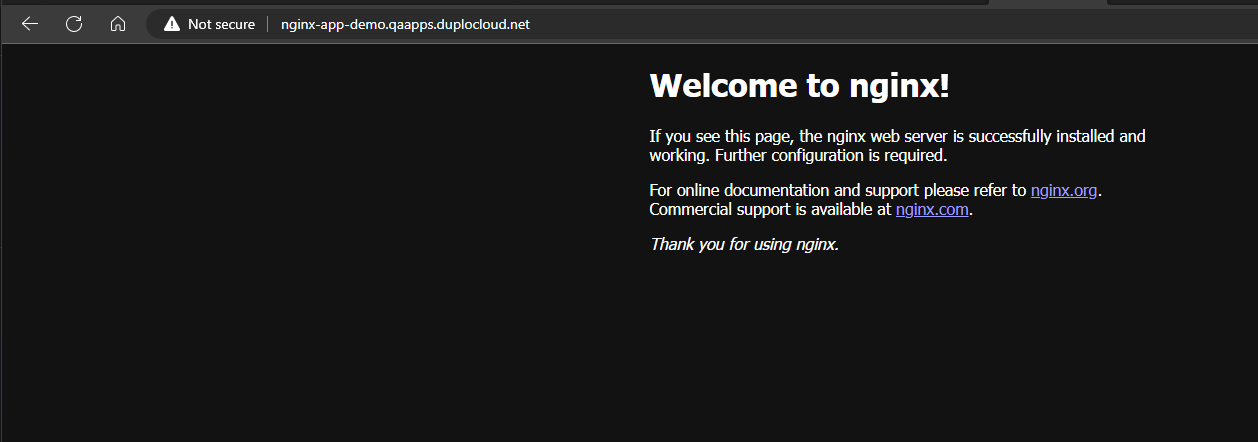 Not secure nginx-app-demo.qaapps.duplocloud.net
Welcome to nginx!
If you see this page, the nginx web server is successfully installed and
working. Further configuration is required.
For online documentation and support please refer to nginx.org.
Commercial support is available at nginx.com.
Thank you for using nginx.